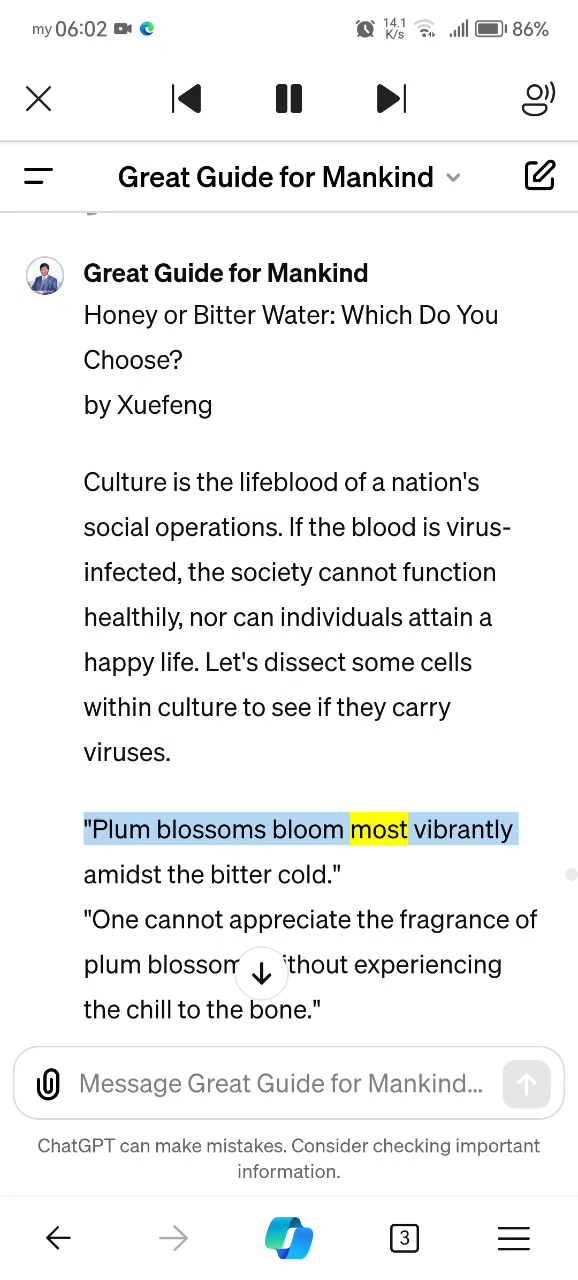 my 06:02 14.1 K/s 86%
Great Guide for Mankind
Great Guide for Mankind
Honey or Bitter Water: Which Do You
Choose?
by Xuefeng
Culture is the lifeblood of a nation's
social operations. If the blood is virus-
infected, the society cannot function
healthily, nor can individuals attain a
happy life. Let's dissect some cells
within culture to see if they carry
viruses.
"Plum blossoms bloom most vibrantly
amidst the bitter cold."
"One cannot appreciate the fragrance of
plum blossom thout experiencing
the chill to the bone."
Message Great Guide for Mankind...
ChatGPT can make mistakes. Consider checking important
information.
3